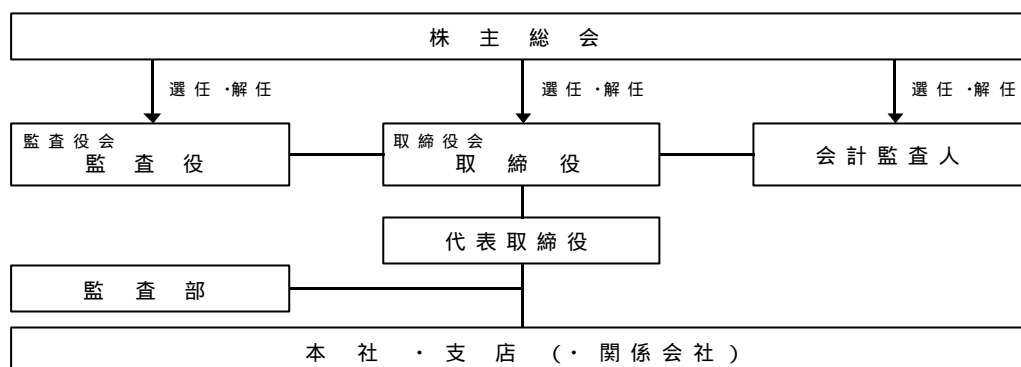 株主総会
選任・解任 選任・解任 選任・解任
監査役会 取締役会
監査役 取締役 会計監査人
代表取締役
監査部
本社・支店(・関係会社)